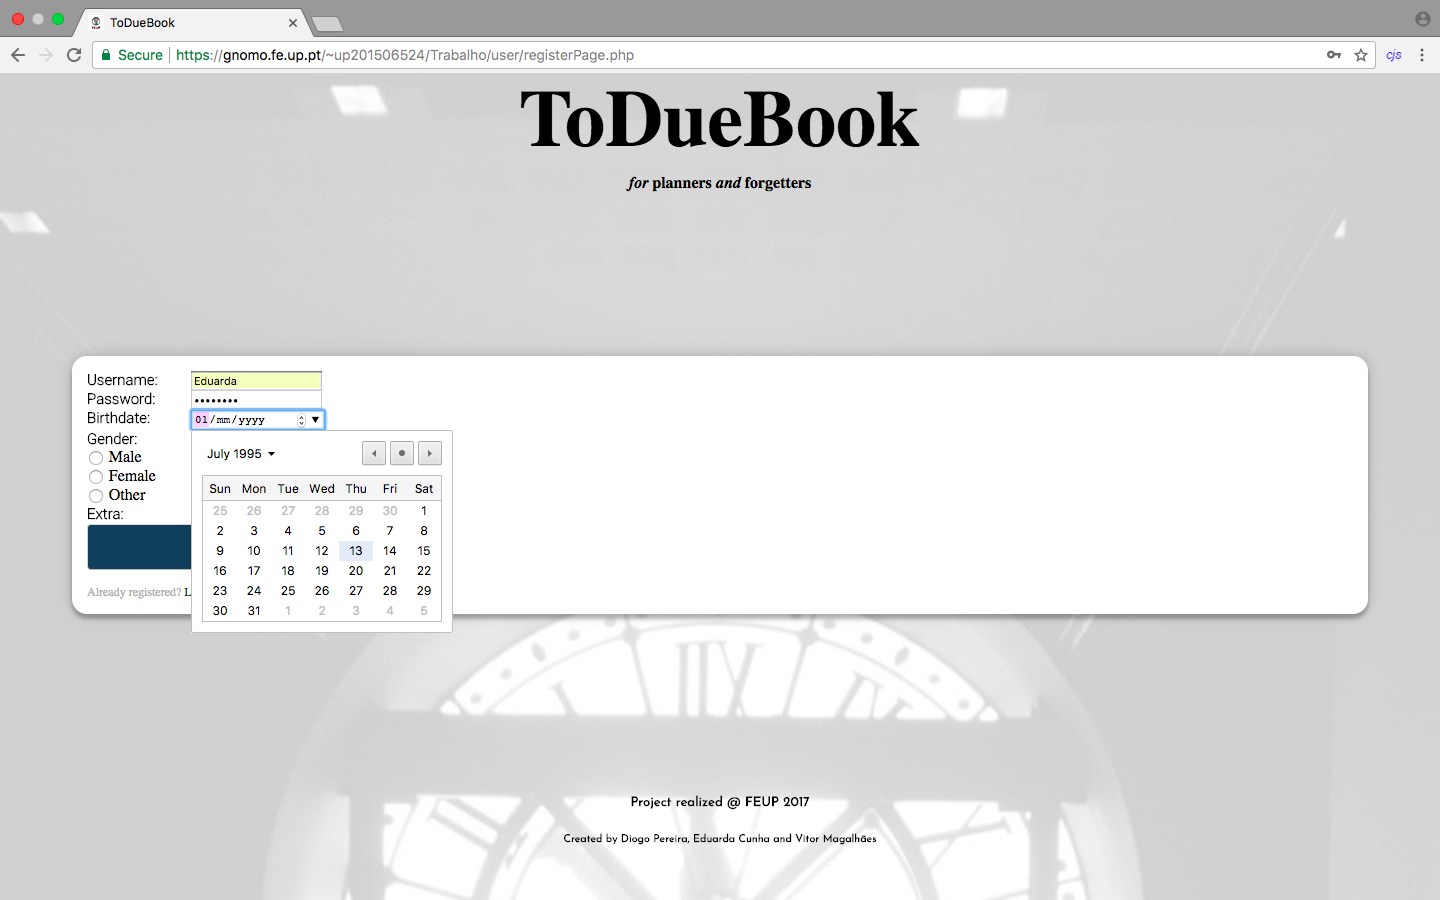 ToDueBook
Secure https://gnomo.fe.up.pt/~up201506524/Trabalho/user/registerPage.php
cjs
ToDueBook
for planners and forgetters
Username: Eduarda
Password: ••••••••
Birthdate: 01/mm/yyyy
Gender:
Male
Female
Other
Extra:
Already registered? L
July 1995
Sun Mon Tue Wed Thu Fri Sat
25 26 27 28 29 30 1
2 3 4 5 6 7 8
9 10 11 12 13 14 15
16 17 18 19 20 21 22
23 24 25 26 27 28 29
30 31 1 2 3 4 5
Project realized @ FEUP 2017
Created by Diogo Pereira, Eduarda Cunha and Vitor Magalhães